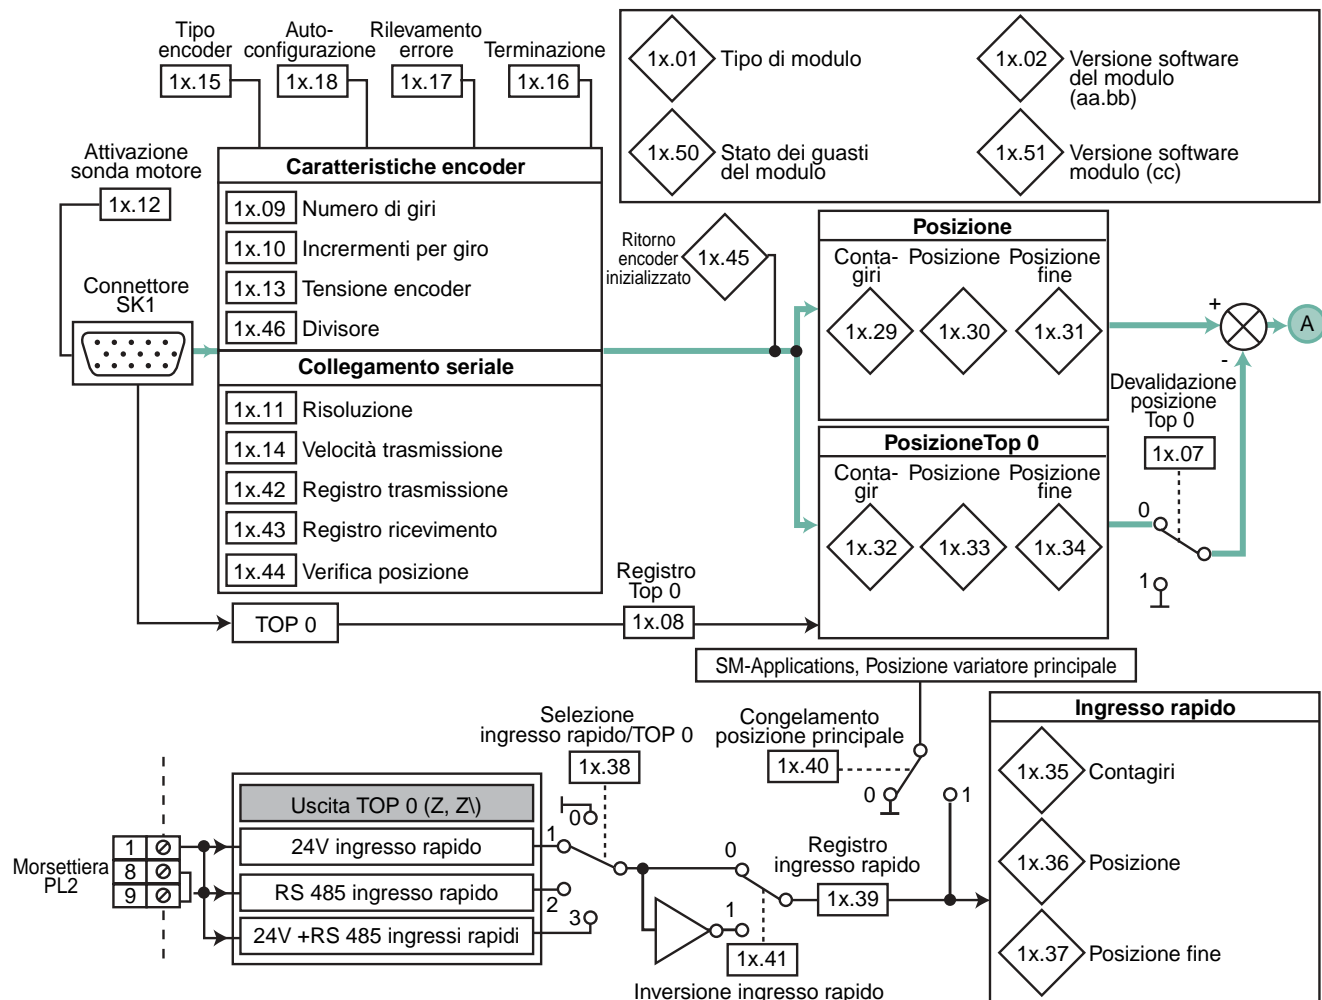 Tipo
encoder
1x.15
Auto-
configurazione
1x.18
Rilevamento
errore
1x.17
Terminazione
1x.16
1x.01
Tipo di modulo
1x.02
Versione software
del modulo
(aa.bb)
1x.50
Stato dei guasti
del modulo
1x.51
Versione software
modulo (cc)
Attivazione
sonda motore
1x.12
Connettore
SK1
Caratteristiche encoder
1x.09 Numero di giri
1x.10 Incrermenti per giro
1x.13 Tensione encoder
1x.46 Divisore
Collegamento seriale
1x.11 Risoluzione
1x.14 Velocità trasmissione
1x.42 Registro trasmissione
1x.43 Registro ricevimento
1x.44 Verifica posizione
Ritorno
encoder
inizializzato
1x.45
Posizione
Conta-
giri
Posizione
Posizione
fine
1x.29
1x.30
1x.31
+
-
A
Devalidazione
posizione
Top 0
1x.07
0
1
PosizioneTop 0
Conta-
gir
Posizione
Posizione
fine
1x.32
1x.33
1x.34
TOP 0
Registro
Top 0
1x.08
SM-Applications, Posizione variatore principale
Selezione
ingresso rapido/TOP 0
1x.38
Congelamento
posizione principale
1x.40
0
1
Ingresso rapido
1x.35 Contagiri
1x.36 Posizione
1x.37 Posizione fine
Morsettiera
PL2
1
8
9
Uscita TOP 0 (Z, Z\)
24V ingresso rapido
RS 485 ingresso rapido
24V +RS 485 ingressi rapidi
0
1
2
3
0
1
Registro
ingresso rapido
1x.39
1x.41
Inversione ingresso rapido